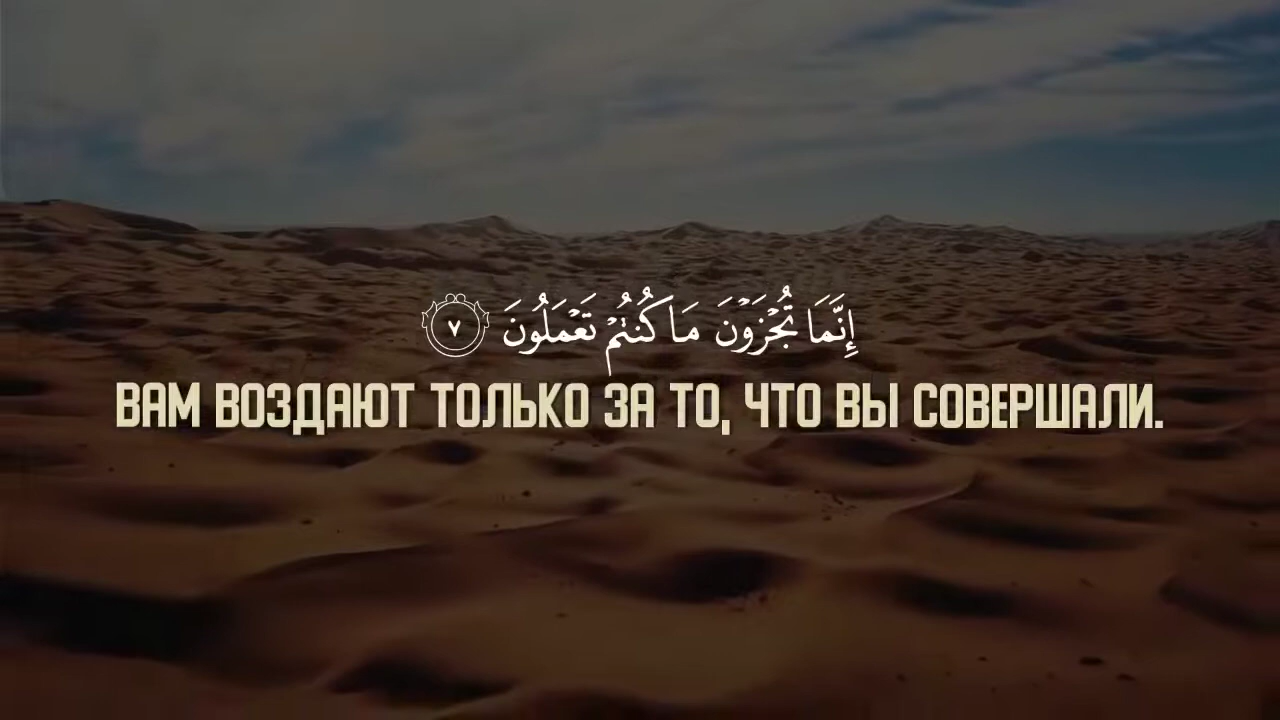 إِنَّمَا تُجْزَوْنَ مَا كُنتُمْ تَعْمَلُونَ ٧
ВАМ ВОЗДАЮТ ТОЛЬКО ЗА ТО, ЧТО ВЫ СОВЕРШАЛИ.